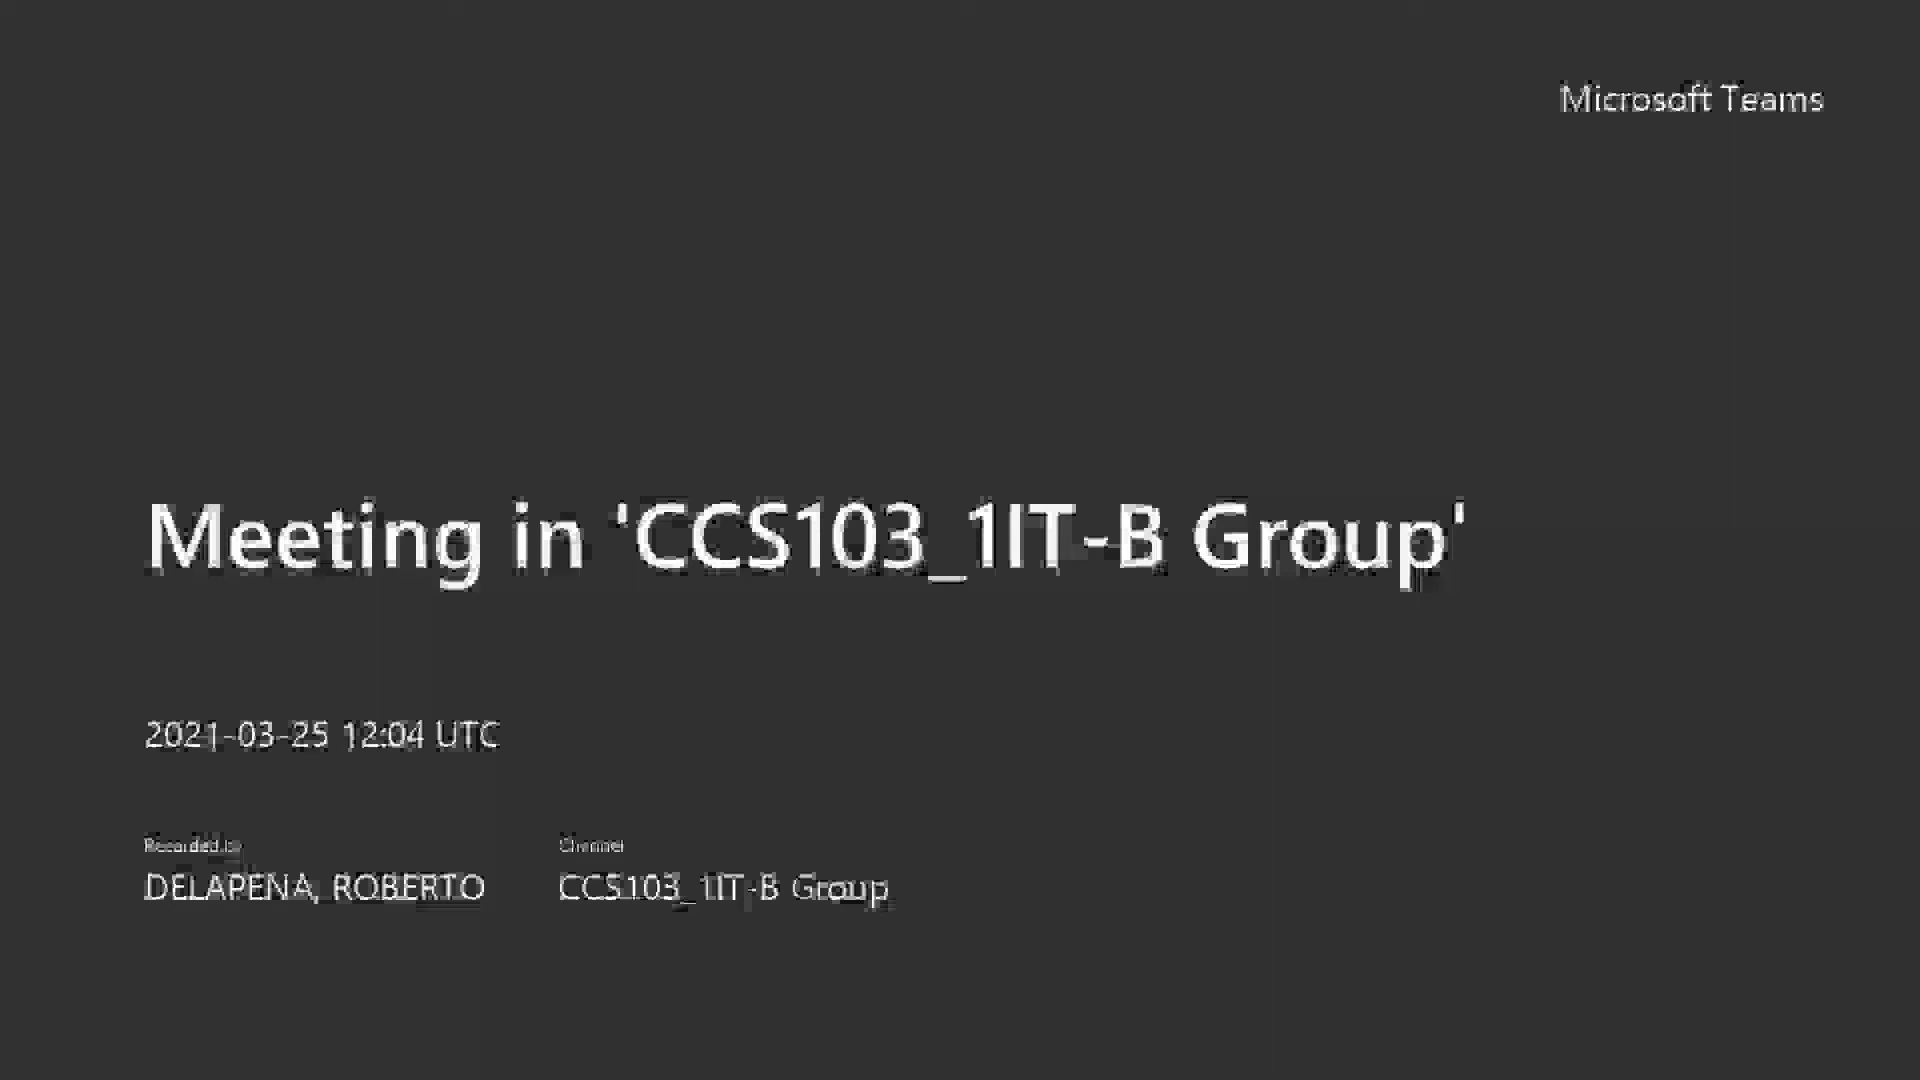 Microsoft Teams
Meeting in 'CCS103_1IT-B Group'
2021-03-25 12:04 UTC
Recorded by
Channel
DELAPENA, ROBERTO
CCS103_1IT-B Group